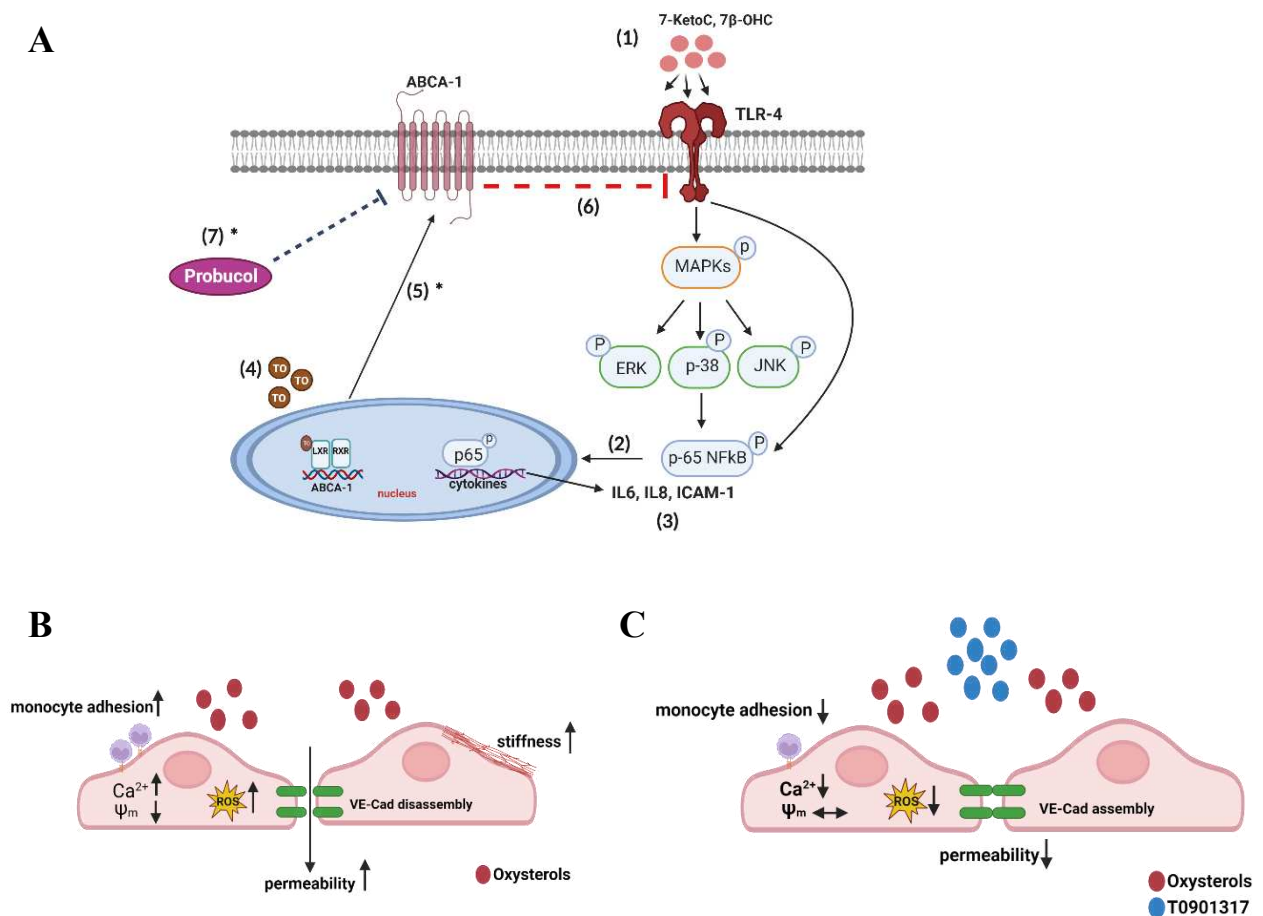 A
7-KetoC, 7β-OHC
(1)
ABCA-1
TLR-4
(6)
(7) *
Probucol
MAPKs
p
(5) *
P
P
P
ERK
p-38
JNK
(4)
TO
TO
TO
P
(2)
p-65 NFkB
TO
LXR
RXR
p
p65
ABCA-1
nucleus
cytokines
IL6, IL8, ICAM-1
(3)
B
monocyte adhesion
stiffness
Ca²⁺
Ψm
ROS
VE-Cad disassembly
permeability
Oxysterols
C
monocyte adhesion
Ca²⁺
Ψm
ROS
VE-Cad assembly
permeability
Oxysterols
T0901317